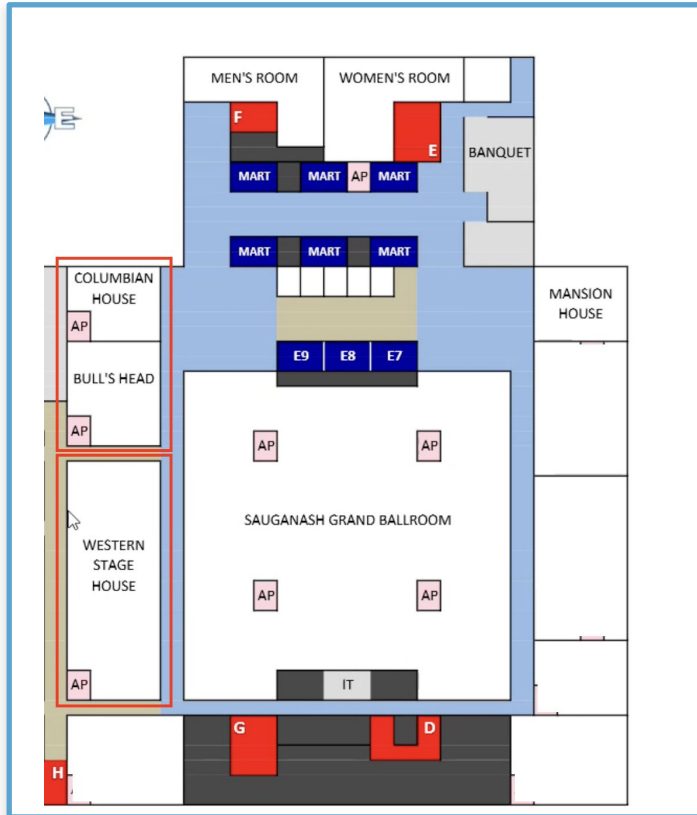 MEN'S ROOM
WOMEN'S ROOM
E
F
E
BANQUET
MART
MART
AP
MART
MART
MART
MART
COLUMBIAN
HOUSE
AP
MANSION
HOUSE
E9
E8
E7
BULL'S HEAD
AP
AP
AP
SAUGANASH GRAND BALLROOM
WESTERN
STAGE
HOUSE
AP
AP
AP
IT
G
D
H